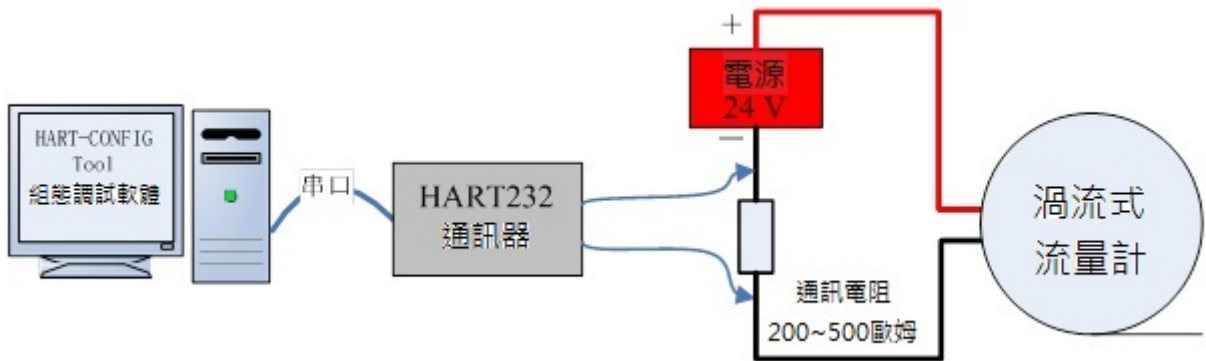 HART-CONFIG
Tool
組態調試軟體
串口
HART232
通訊器
+
電源
24 V
—
通訊電阻
200~500歐姆
渦流式
流量計